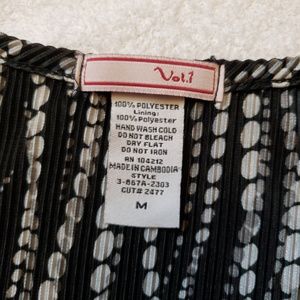 Vol.1
100% POLYESTER
Lining:
100% Polyester
HAND WASH COLD
DO NOT BLEACH
DRY FLAT
DO NOT IRON
RN 104212
MADE IN CAMBODIA
STYLE
3-867A-2303
CUT# 2477
M